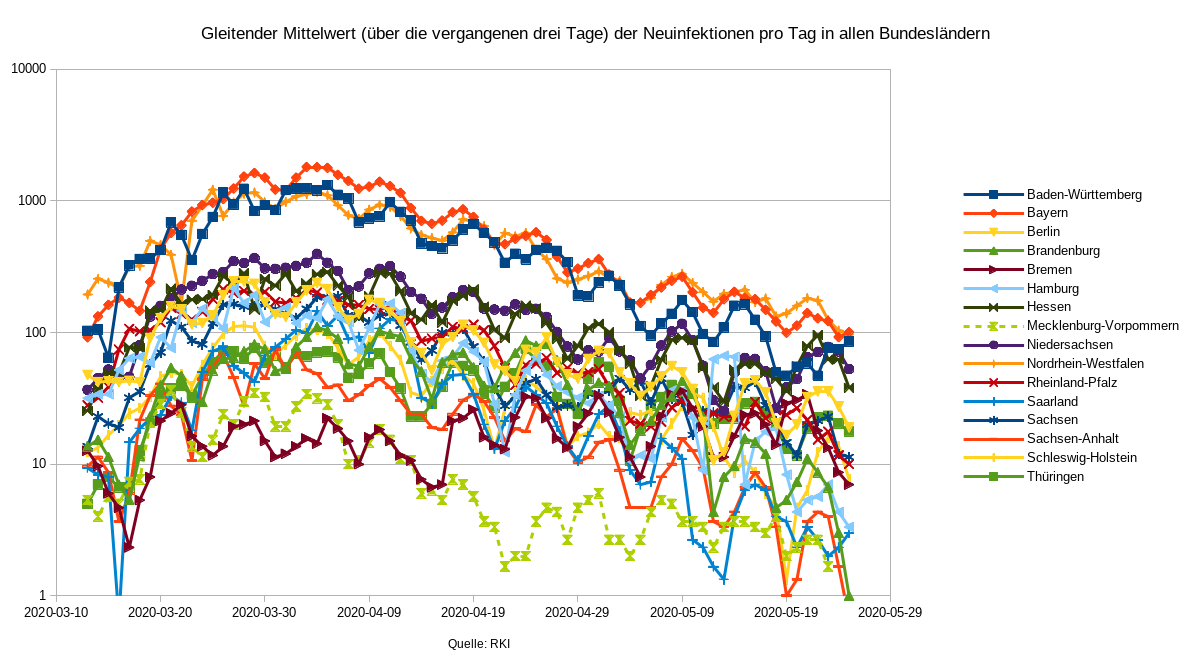 Gleitender Mittelwert (über die vergangenen drei Tage) der Neuinfektionen pro Tag in allen Bundesländern
10000
1000
100
10
1
2020-03-10 2020-03-20 2020-03-30 2020-04-09 2020-04-19 2020-04-29 2020-05-09 2020-05-19 2020-05-29
Quelle: RKI
Baden-Württemberg
Bayern
Berlin
Brandenburg
Bremen
Hamburg
Hessen
Mecklenburg-Vorpommern
Niedersachsen
Nordrhein-Westfalen
Rheinland-Pfalz
Saarland
Sachsen
Sachsen-Anhalt
Schleswig-Holstein
Thüringen